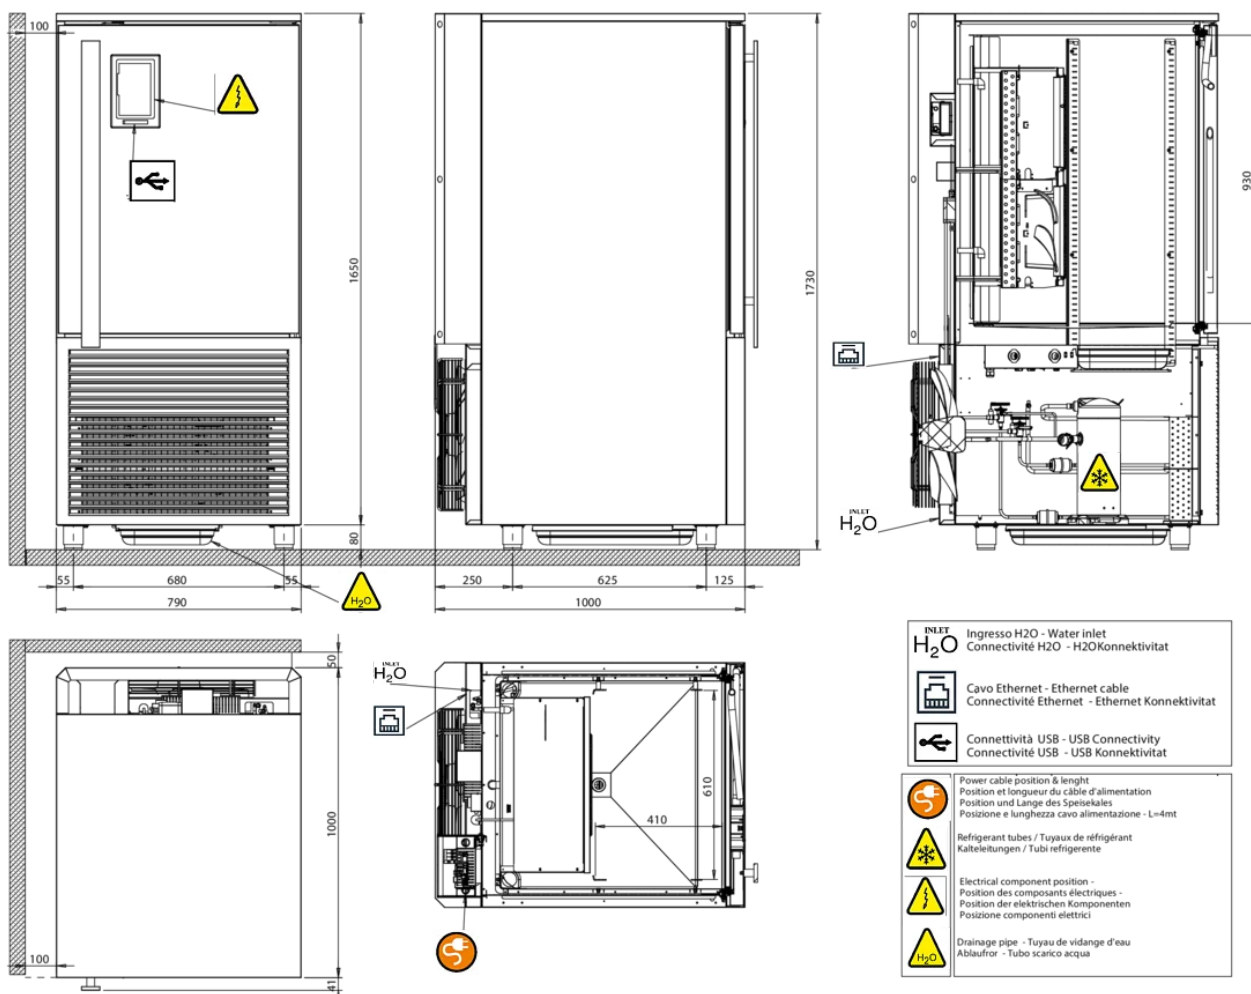 100
1650
80
55
680
55
790
H₂O
1730
250
625
125
1000
930
INLET
H₂O
50
1000
100
41
INLET
H₂O
610
410
INLET
H₂O
Ingresso H2O - Water inlet
Connectivité H2O - H2OKonnektivitat
Cavo Ethernet - Ethernet cable
Connectivité Ethernet - Ethernet Konnektivitat
Connettività USB - USB Connectivity
Connectivité USB - USB Konnektivitat
Power cable position & lenght
Position et longueur du câble d'alimentation
Position und Lange des Speisekales
Posizione e lunghezza cavo alimentazione - L=4mt
Refrigerant tubes / Tuyaux de réfrigérant
Kalteleitungen / Tubi refrigerente
Electrical component position -
Position des composants électriques -
Position der elektrischen Komponenten
Posizione componenti elettrici
H₂O
Drainage pipe - Tuyau de vidange d'eau
Ablaufror - Tubo scarico acqua